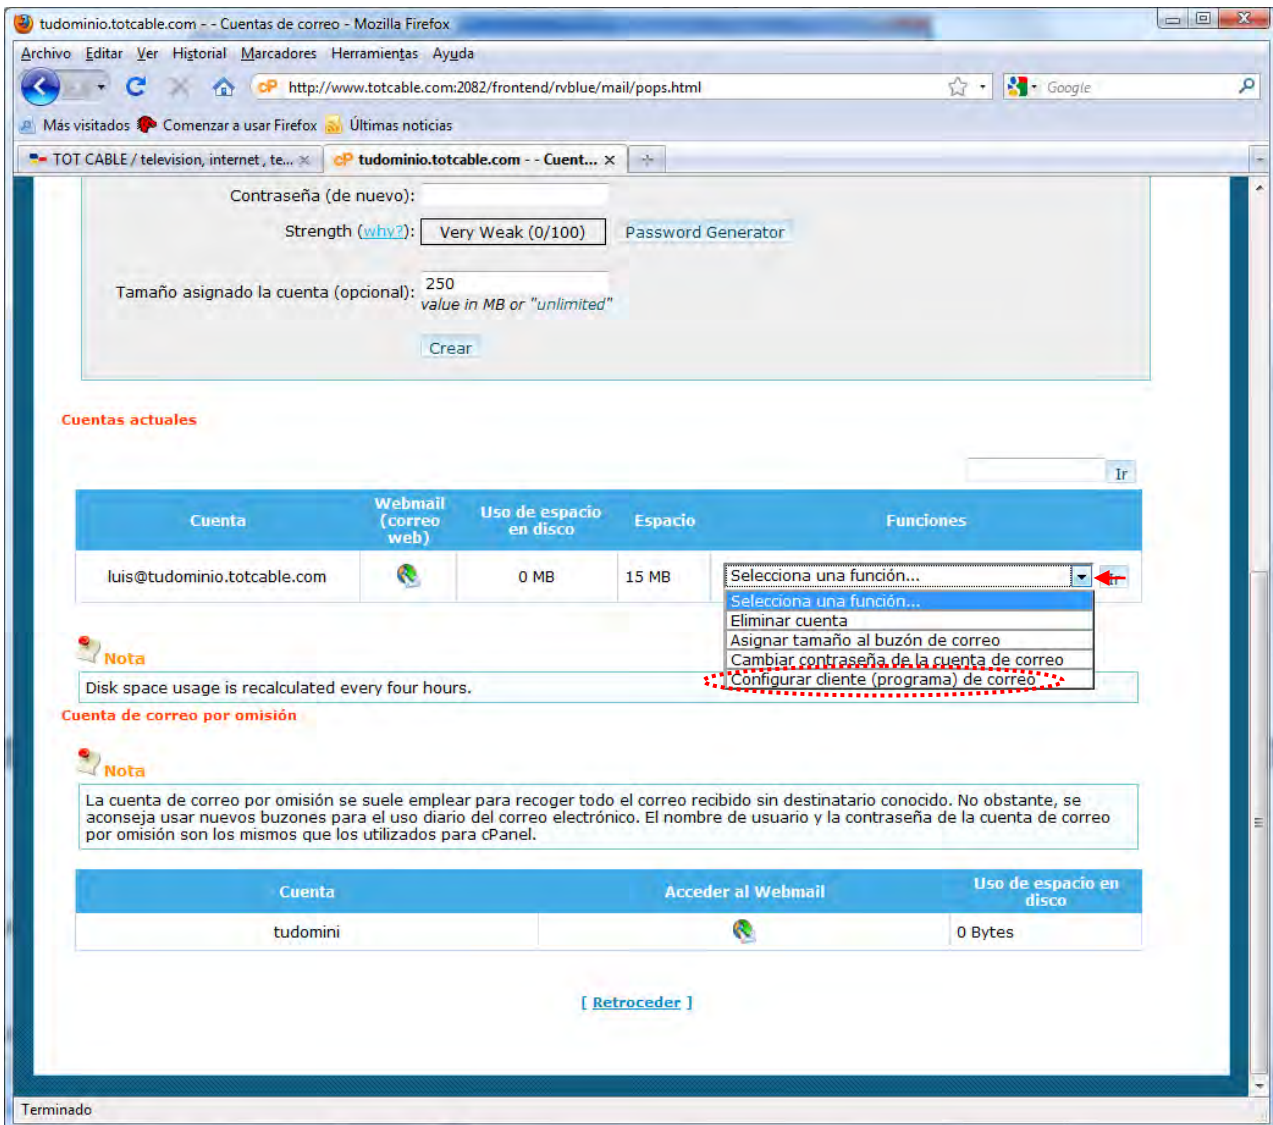 tudominio.totcable.com - - Cuentas de correo - Mozilla Firefox
Archivo Editar Ver Historial Marcadores Herramientas Ayuda
cP http://www.totcable.com:2082/frontend/rvblue/mail/pops.html
Google
Más visitados Comenzar a usar Firefox Últimas noticias
TOT CABLE / television, internet , te... cP tudominio.totcable.com - - Cuent...
Contraseña (de nuevo):
Strength (why?): Very Weak (0/100) Password Generator
Tamaño asignado la cuenta (opcional): 250
value in MB or "unlimited"
Crear
Cuentas actuales
Ir
Cuenta Webmail (correo web) Uso de espacio en disco Espacio Funciones
luis@tudominio.totcable.com 0 MB 15 MB Selecciona una función... Ir
Selecciona una función...
Eliminar cuenta
Asignar tamaño al buzón de correo
Cambiar contraseña de la cuenta de correo
Configurar cliente (programa) de correo
Nota
Disk space usage is recalculated every four hours.
Cuenta de correo por omisión
Nota
La cuenta de correo por omisión se suele emplear para recoger todo el correo recibido sin destinatario conocido. No obstante, se
aconseja usar nuevos buzones para el uso diario del correo electrónico. El nombre de usuario y la contraseña de la cuenta de correo
por omisión son los mismos que los utilizados para cPanel.
Cuenta Acceder al Webmail Uso de espacio en disco
tudomini 0 Bytes
[ Retroceder ]
Terminado